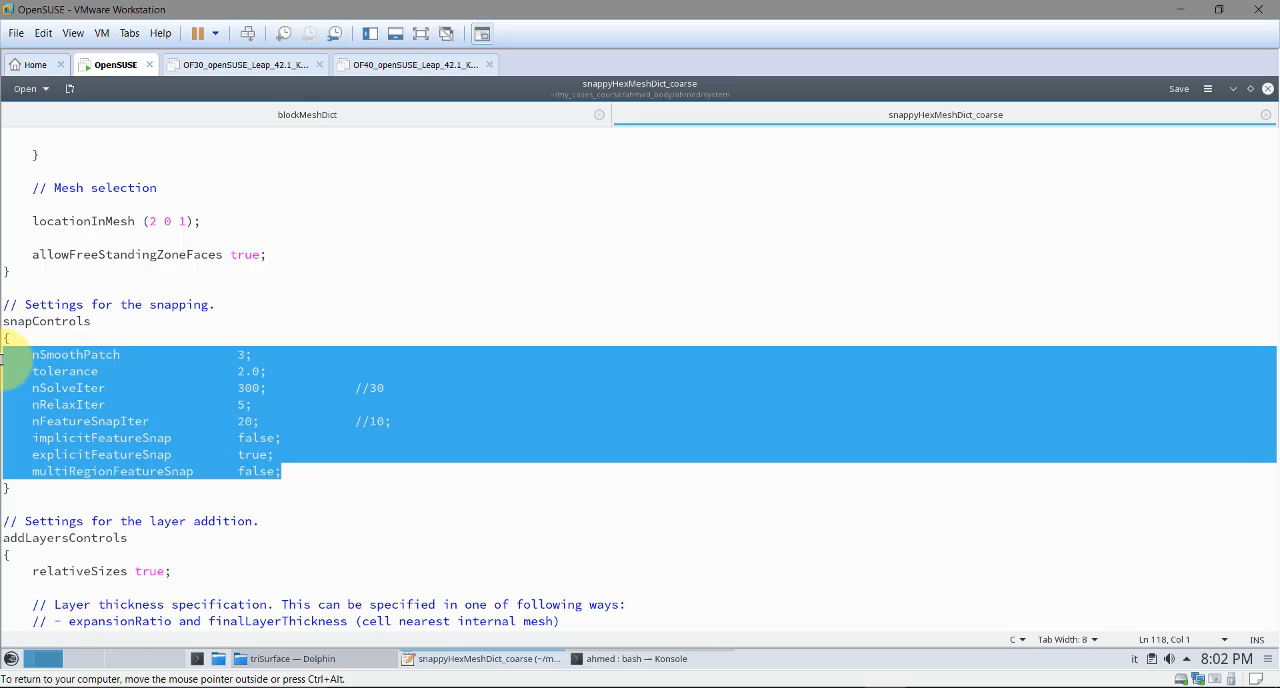 OpenSUSE - VMware Workstation
File Edit View VM Tabs Help
Home OpenSUSE OF30_openSUSE_Leap_42.1_K... OF40_openSUSE_Leap_42.1_K...
Open snappyHexMeshDict_coarse Save
~/my_cases_course/ahmed_body/ahmed/system
blockMeshDict snappyHexMeshDict_coarse
}
// Mesh selection
locationInMesh (2 0 1);
allowFreeStandingZoneFaces true;
}
// Settings for the snapping.
snapControls
{
nSmoothPatch 3;
tolerance 2.0;
nSolveIter 300; //30
nRelaxIter 5;
nFeatureSnapIter 20; //10;
implicitFeatureSnap false;
explicitFeatureSnap true;
multiRegionFeatureSnap false;
}
// Settings for the layer addition.
addLayersControls
{
relativeSizes true;
// Layer thickness specification. This can be specified in one of following ways:
// - expansionRatio and finalLayerThickness (cell nearest internal mesh)
C Tab Width: 8 Ln 118, Col 1 INS
triSurface — Dolphin snappyHexMeshDict_coarse (~/m... ahmed : bash — Konsole it 8:02 PM
To return to your computer, move the mouse pointer outside or press Ctrl+Alt.